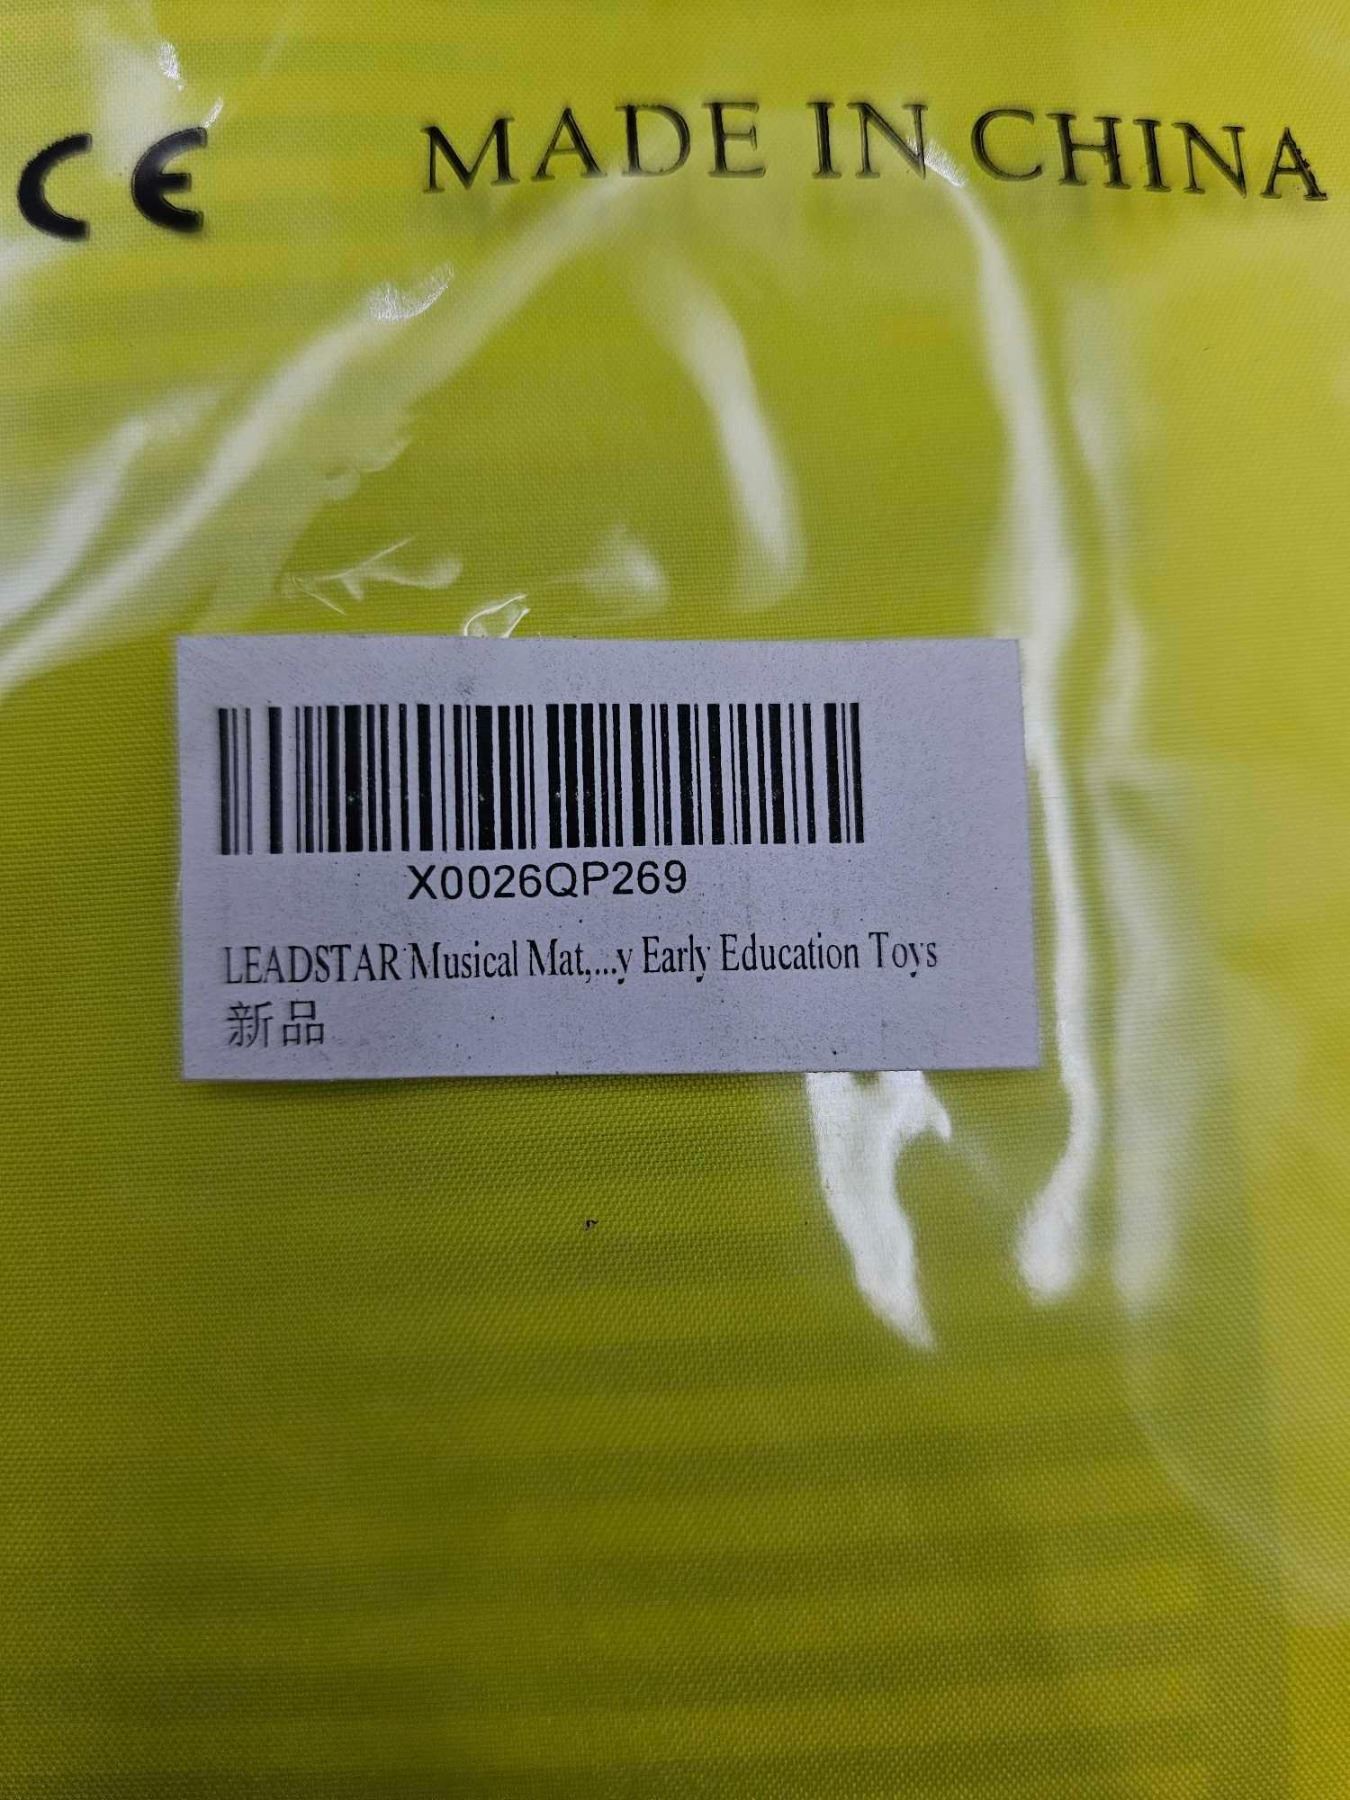 CE MADE IN CHINA
X0026QP269
LEADSTAR Musical Mat,...y Early Education Toys
新品